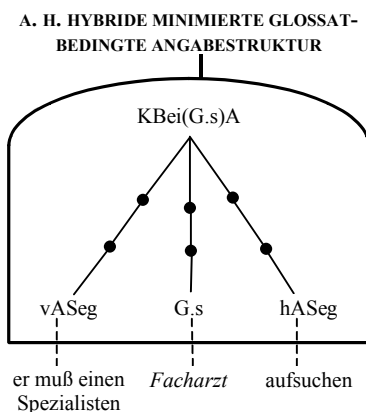 A. H. HYBRIDE MINIMIERTE GLOSSAT-
BEDINGTE ANGABESTRUKTUR
KBei(G.s)A
vASeg G.s hASeg
er muß einen Facharzt aufsuchen
Spezialisten